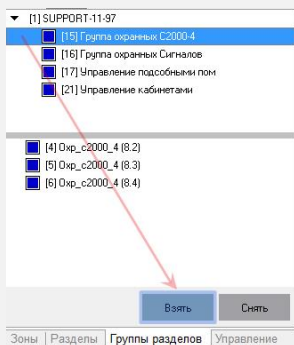 [1] SUPPORT-11-97
[15] Группа охранных С2000-4
[16] Группа охранных Сигналов
[17] Управление подсобными пом
[21] Управление кабинетами
[4] Охр_с2000_4 (8.2)
[5] Охр_с2000_4 (8.3)
[6] Охр_с2000_4 (8.4)
Взять Снять
Зоны Разделы Группы разделов Управление